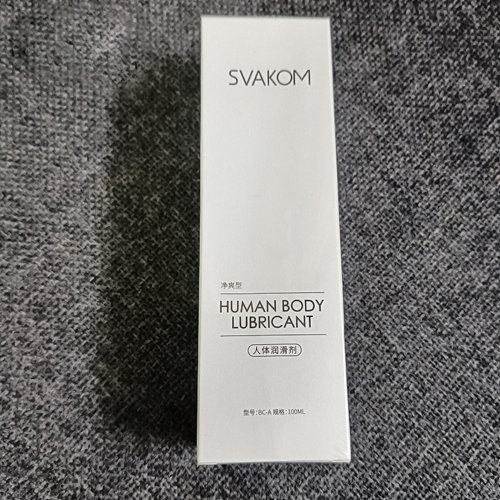 SVAKOM
净爽型
HUMAN BODY
LUBRICANT
人体润滑剂
型号:BC-A 规格:100ML